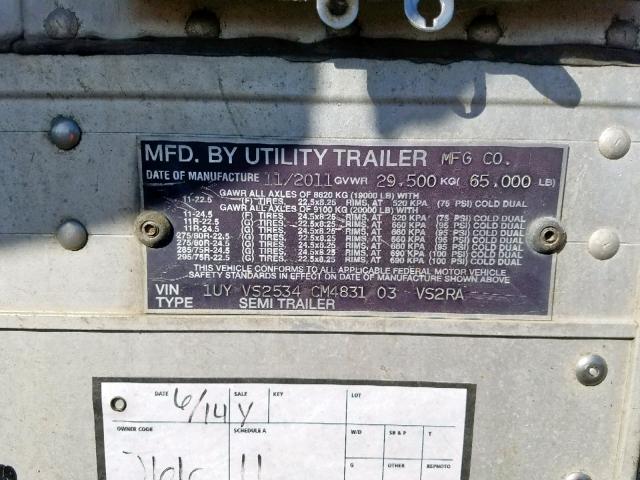 MFD. BY UTILITY TRAILER MFG CO.
DATE OF MANUFACTURE 11/2011 GVWR 29.500 KG( 65.000 LB)
GAWR ALL AXLES OF 8620 KG (19000 LB) WITH
11-22.5 (F) TIRES, 22.5x8.25 RIMS, AT 520 KPA (75 PSI) COLD DUAL
GAWR ALL AXLES OF 9100 KG (20000 LB) WITH
11-24.5 (F) TIRES, 24.5x8.25 RIMS, AT 520 KPA (75 PSI) COLD DUAL
11R-22.5 (G) TIRES, 22.5x8.25 RIMS, AT 660 KPA (95 PSI) COLD DUAL
11R-24.5 (G) TIRES, 24.5x8.25 RIMS, AT 660 KPA (95 PSI) COLD DUAL
275/80R-22.5 (G) TIRES, 22.5x8.25 RIMS, AT 660 KPA (95 PSI) COLD DUAL
275/80R-24.5 (G) TIRES, 24.5x8.25 RIMS, AT 660 KPA (95 PSI) COLD DUAL
285/75R-24.5 (G) TIRES, 24.5x8.25 RIMS, AT 690 KPA (100 PSI) COLD DUAL
295/75R-22.5 (G) TIRES, 22.5x8.25 RIMS, AT 690 KPA (100 PSI) COLD DUAL
THIS VEHICLE CONFORMS TO ALL APPLICABLE FEDERAL MOTOR VEHICLE
SAFETY STANDARDS IN EFFECT ON DATE OF MANUFACTURE SHOWN ABOVE
VIN 1UY VS2534 CM4831 03 VS2RA
TYPE SEMI TRAILER
DATE 6/14 SALE Y KEY LOT
OWNER CODE SCHEDULE A W/D SB & P T
G OTHER REPHOTO